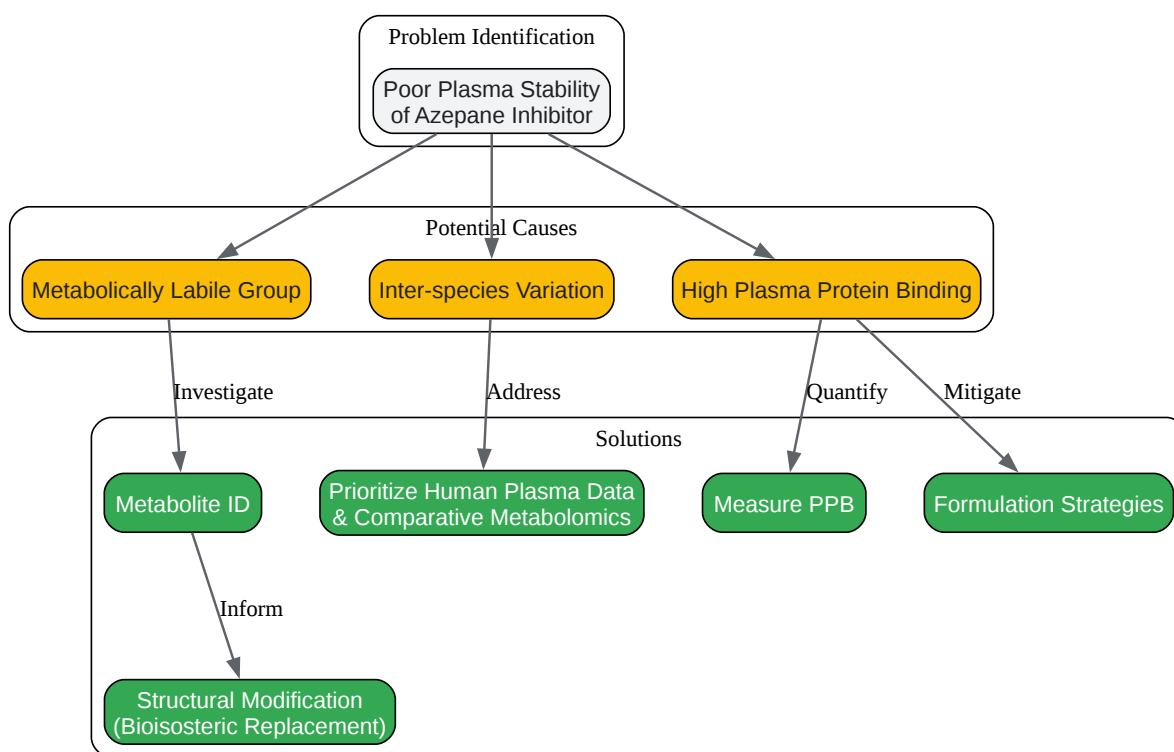 Problem Identification
Poor Plasma Stability
of Azepane Inhibitor
Potential Causes
Metabolically Labile Group
Inter-species Variation
High Plasma Protein Binding
Investigate
Address
Quantify
Mitigate
Solutions
Metabolite ID
Prioritize Human Plasma Data
& Comparative Metabolomics
Measure PPB
Formulation Strategies
Inform
Structural Modification
(Bioisosteric Replacement)